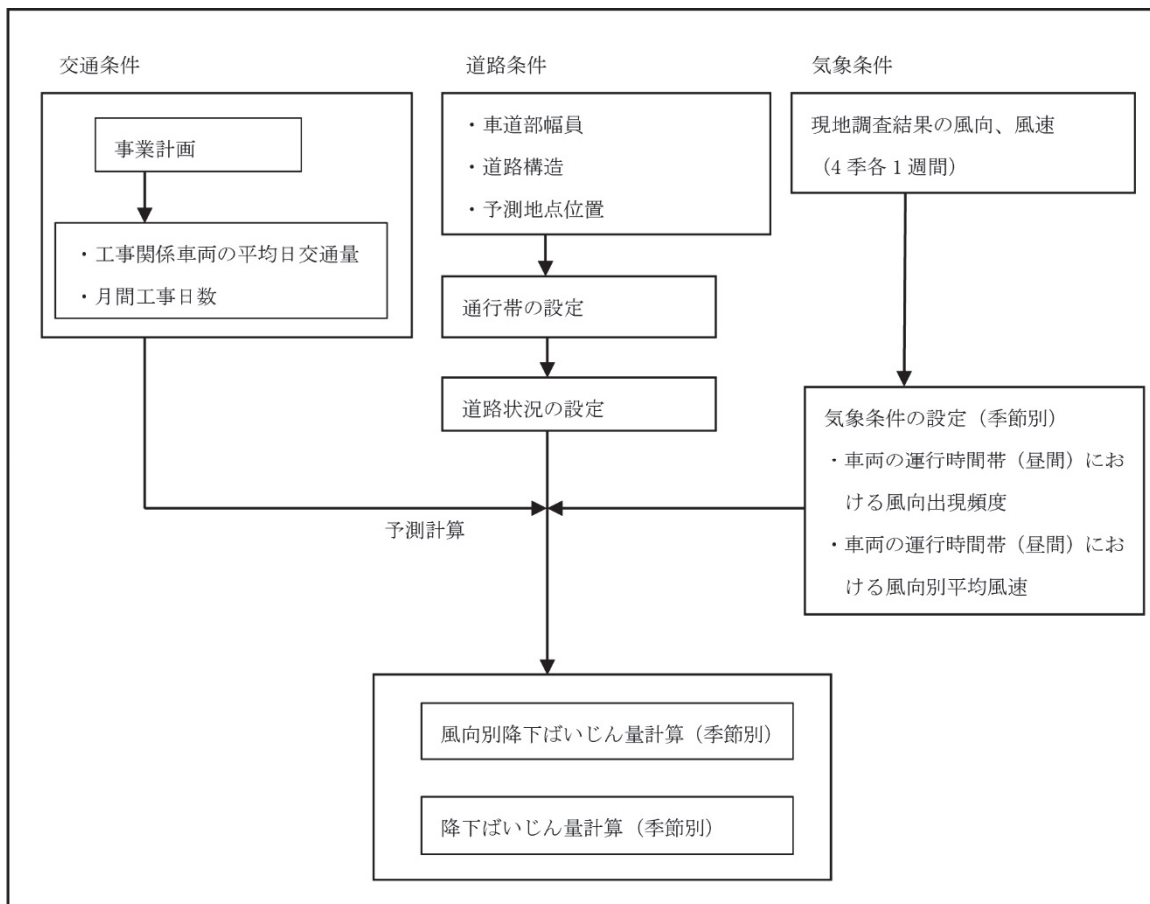 交通条件
事業計画
・工事関係車両の平均日交通量
・月間工事日数
道路条件
・車道部幅員
・道路構造
・予測地点位置
通行帯の設定
道路状況の設定
気象条件
現地調査結果の風向、風速
（4 季各 1 週間）
気象条件の設定（季節別）
・車両の運行時間帯（昼間）にお
ける風向出現頻度
・車両の運行時間帯（昼間）にお
ける風向別平均風速
予測計算
風向別降下ばいじん量計算（季節別）
降下ばいじん量計算（季節別）